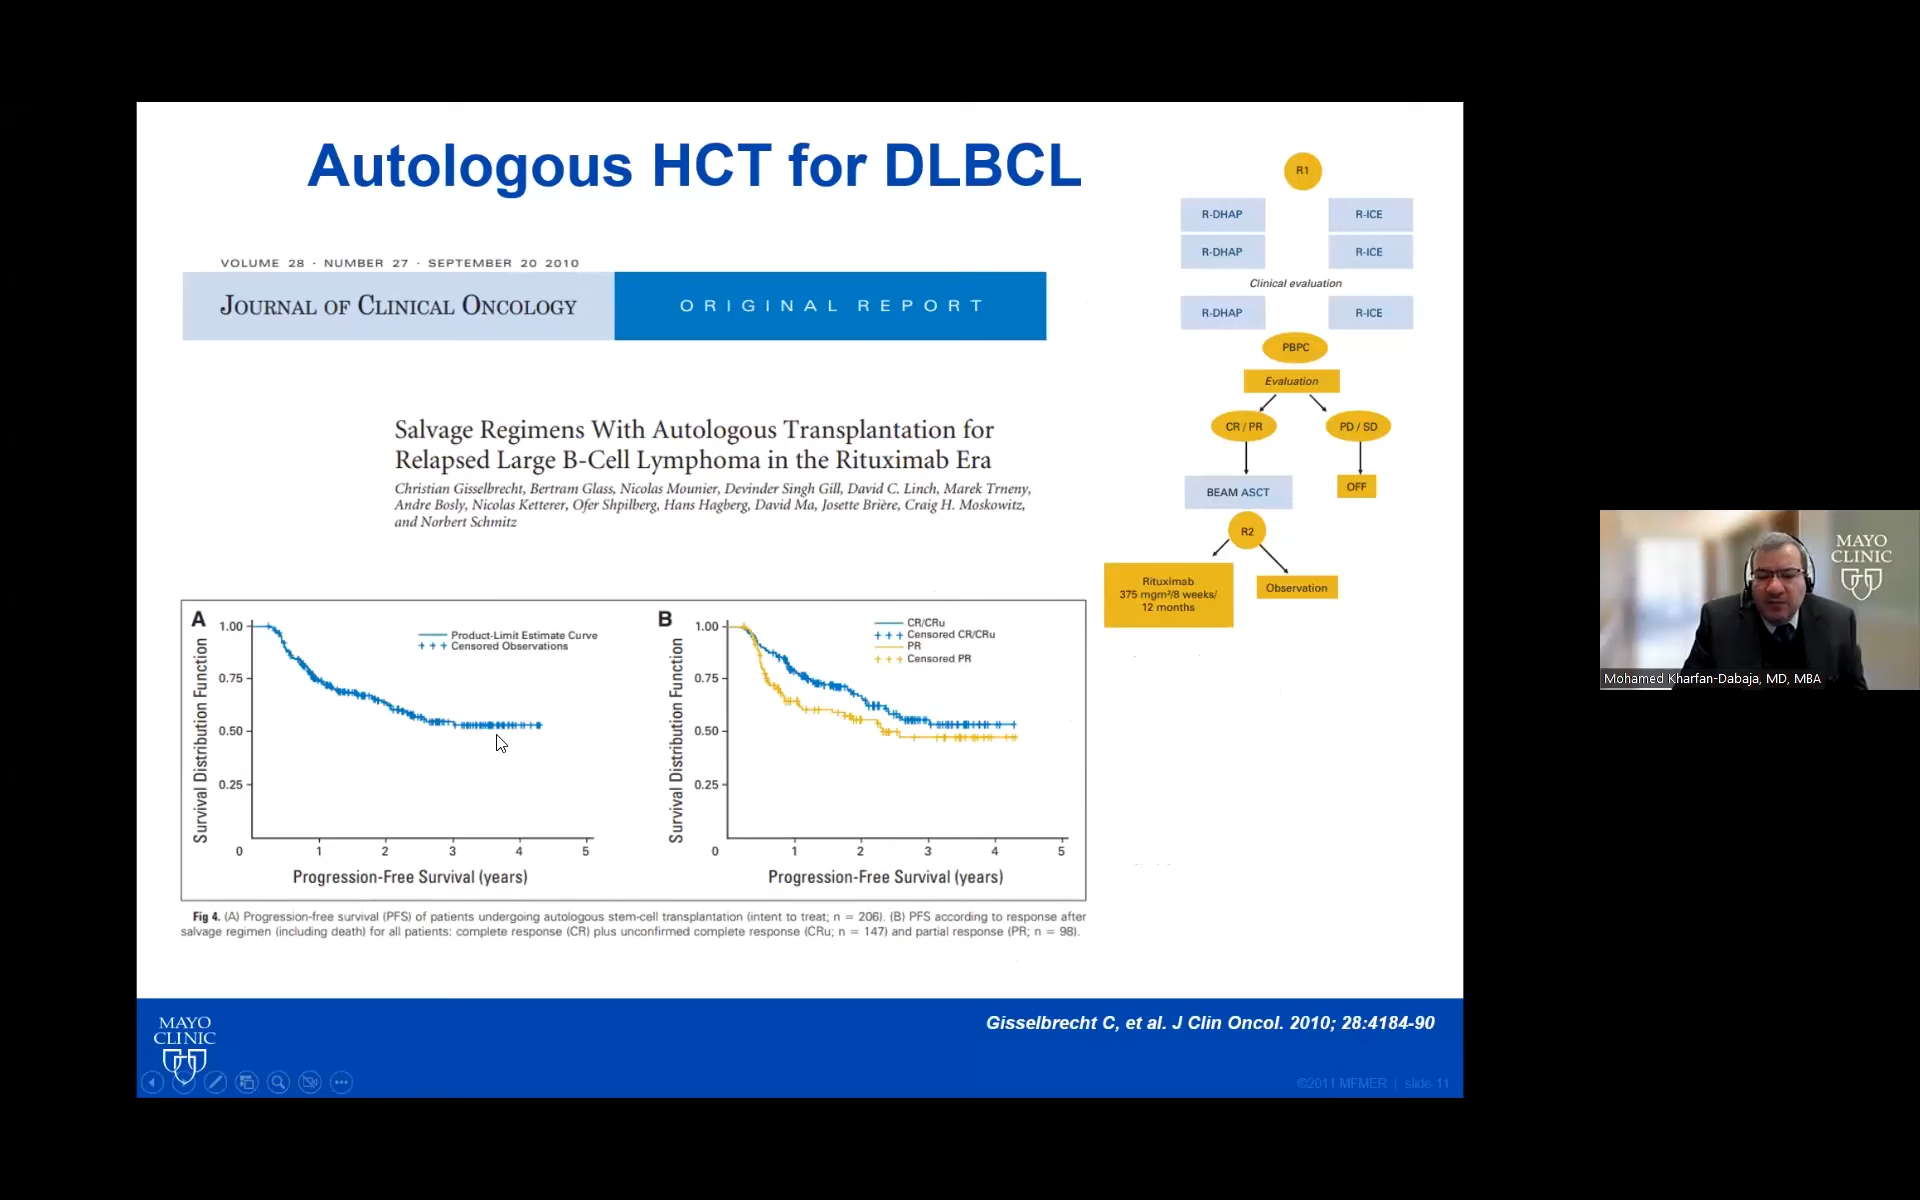 Autologous HCT for DLBCL
VOLUME 28 · NUMBER 27 · SEPTEMBER 20 2010
JOURNAL OF CLINICAL ONCOLOGY
ORIGINAL REPORT
Salvage Regimens With Autologous Transplantation for
Relapsed Large B-Cell Lymphoma in the Rituximab Era
Christian Gisselbrecht, Bertram Glass, Nicolas Mounier, Devinder Singh Gill, David C. Linch, Marek Trneny,
Andre Bosly, Nicolas Ketterer, Ofer Shpilberg, Hans Hagberg, David Ma, Josette Brière, Craig H. Moskowitz,
and Norbert Schmitz
R1
R-DHAP R-ICE
R-DHAP R-ICE
Clinical evaluation
R-DHAP R-ICE
PBPC
Evaluation
CR / PR PD / SD
BEAM ASCT OFF
R2
Rituximab
375 mgm²/8 weeks/
12 months
Observation
A
Survival Distribution Function
1.00
0.75
0.50
0.25
0 1 2 3 4 5
Progression-Free Survival (years)
Product-Limit Estimate Curve
Censored Observations
B
Survival Distribution Function
1.00
0.75
0.50
0.25
0 1 2 3 4 5
Progression-Free Survival (years)
CR/CRu
Censored CR/CRu
PR
Censored PR
Fig 4. (A) Progression-free survival (PFS) of patients undergoing autologous stem-cell transplantation (intent to treat; n = 206). (B) PFS according to response after
salvage regimen (including death) for all patients: complete response (CR) plus unconfirmed complete response (CRu; n = 147) and partial response (PR; n = 98).
MAYO
CLINIC
Gisselbrecht C, et al. J Clin Oncol. 2010; 28:4184-90
©2011 MFMER | slide-11
MAYO
CLINIC
Mohamed Kharfan-Dabaja, MD, MBA